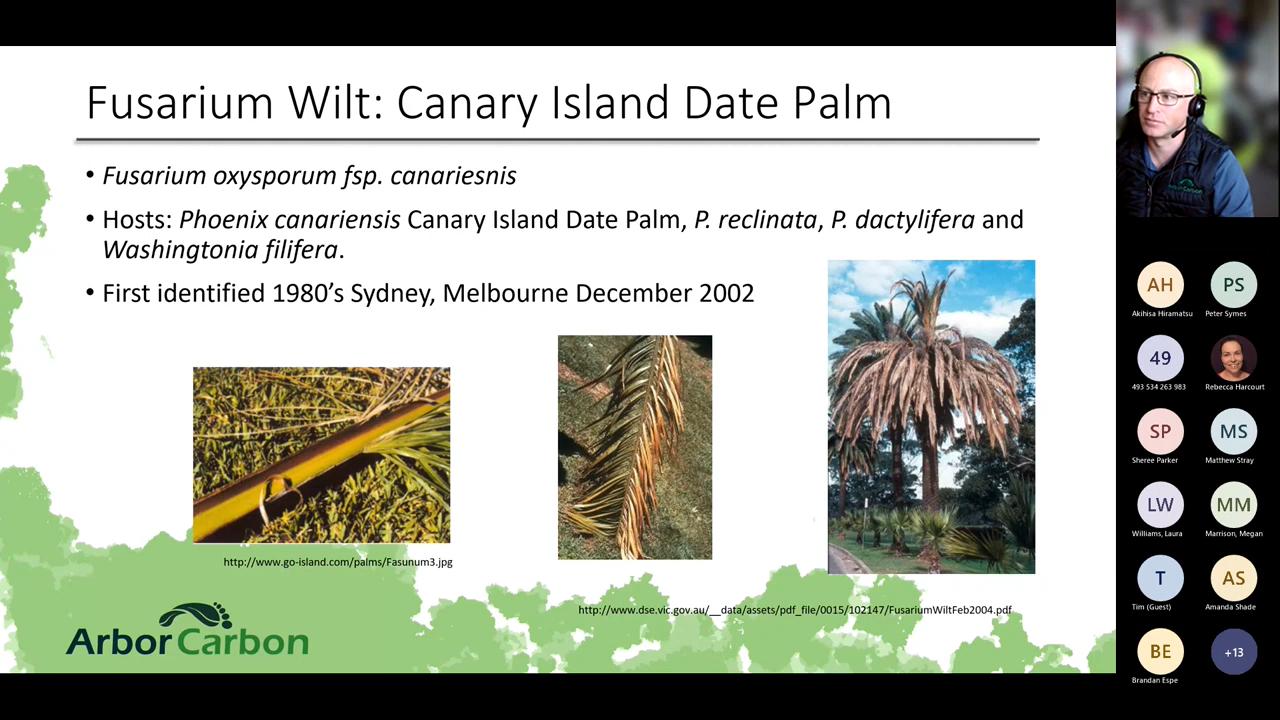 Fusarium Wilt: Canary Island Date Palm
• Fusarium oxysporum fsp. canariesnis
• Hosts: Phoenix canariensis Canary Island Date Palm, P. reclinata, P. dactylifera and
Washingtonia filifera.
• First identified 1980’s Sydney, Melbourne December 2002
http://www.go-island.com/palms/Fasunum3.jpg
http://www.dse.vic.gov.au/__data/assets/pdf_file/0015/102147/FusariumWiltFeb2004.pdf
ArborCarbon
ArborCarbon
AH
PS
Akihisa Hiramatsu
Peter Symes
49
493 534 263 983
Rebecca Harcourt
SP
MS
Sheree Parker
Matthew Stray
LW
MM
Williams, Laura
Marrison, Megan
T
AS
Tim (Guest)
Amanda Shade
BE
+13
Brandan Espe